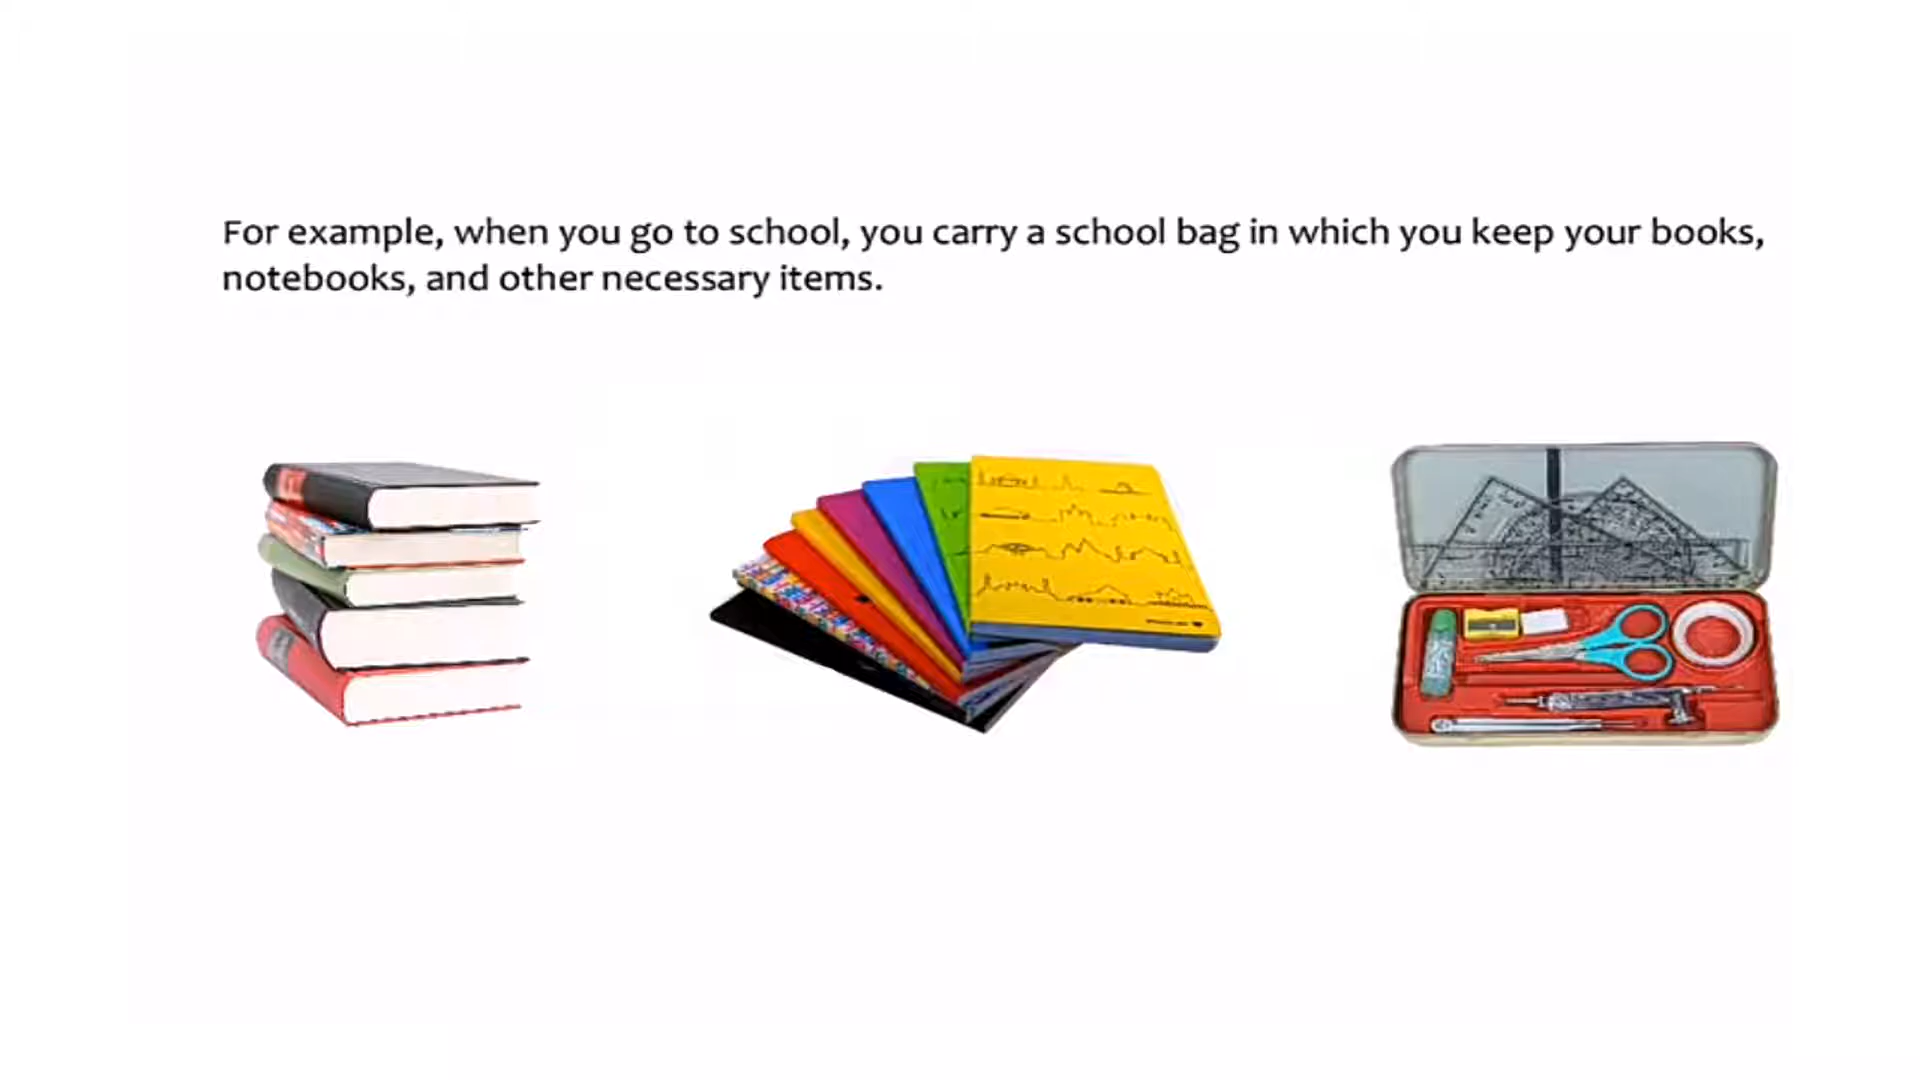 For example, when you go to school, you carry a school bag in which you keep your books,
notebooks, and other necessary items.